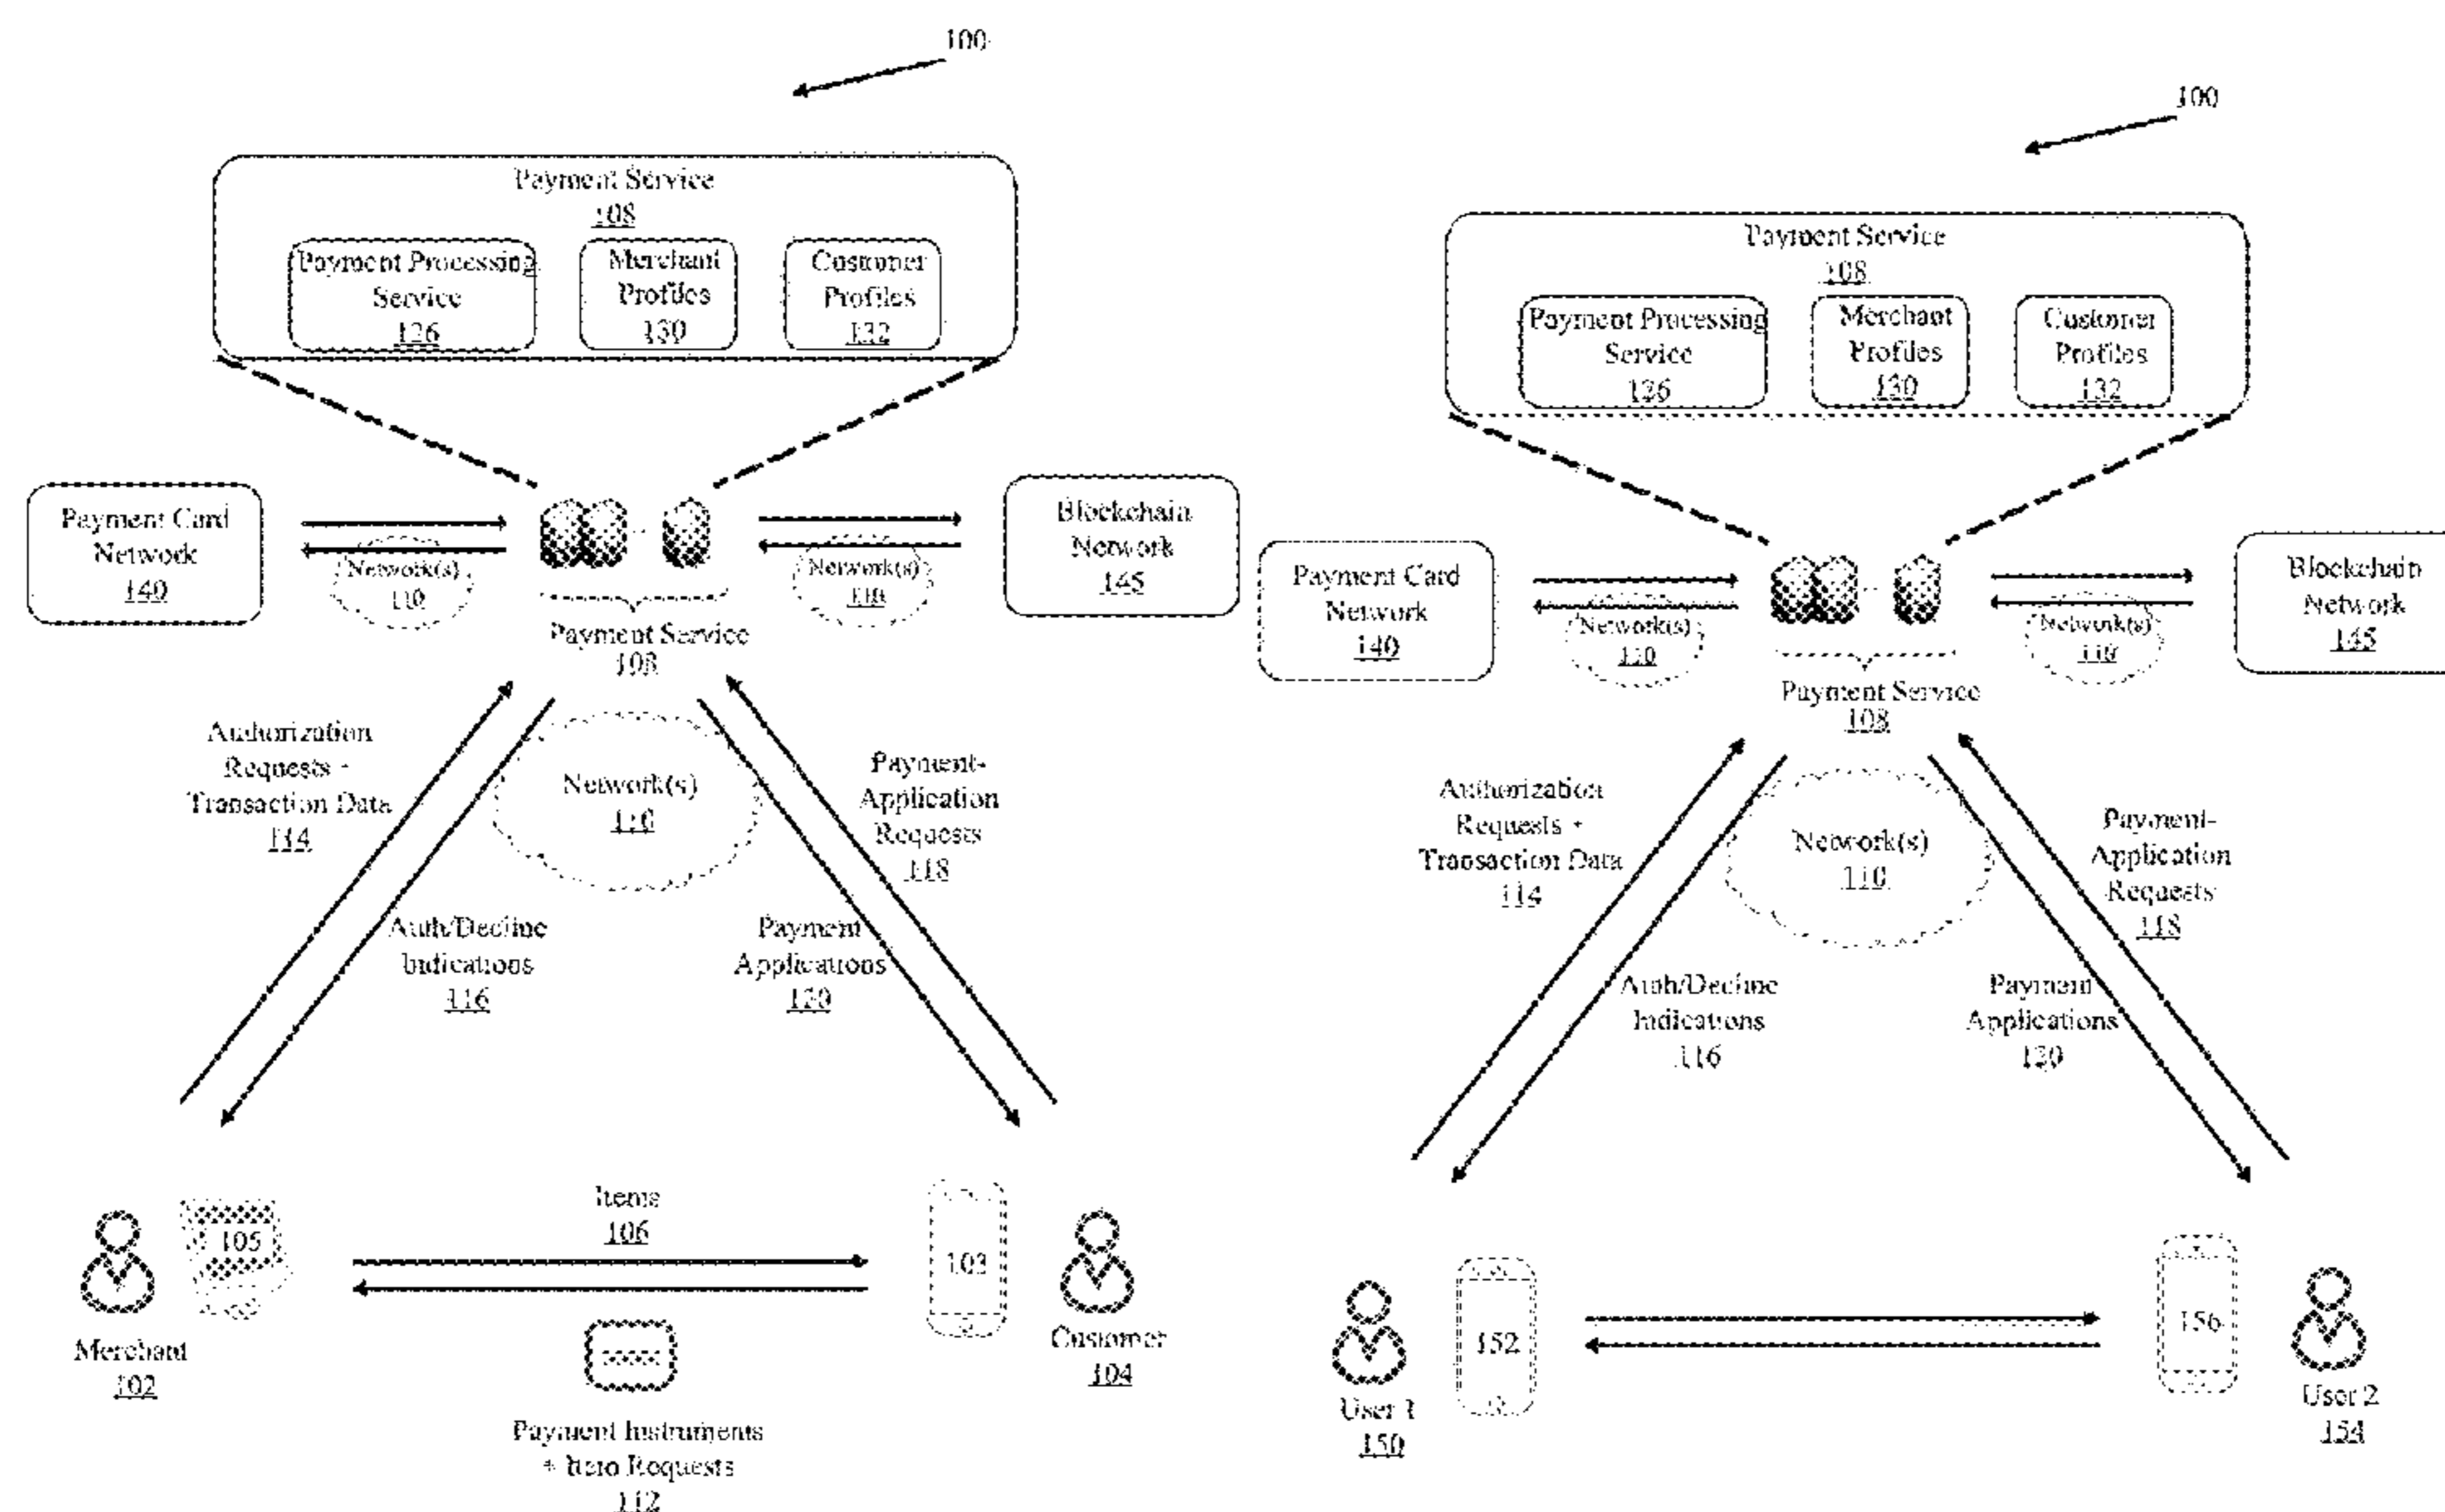 100
Payment Service
108
Payment Processing
Service
126
Merchant
Profiles
130
Customer
Profiles
132
Payment Card
Network
140
Network(s)
110
Network(s)
110
Blockchain
Network
145
Payment Service
108
Authorization
Requests +
Transaction Data
114
Network(s)
110
Payment-
Application
Requests
118
Auth/Decline
Indications
116
Payment
Applications
120
Items
106
105
103
Merchant
102
Customer
104
Payment Instruments
+ Item Requests
112
100
Payment Service
108
Payment Processing
Service
126
Merchant
Profiles
130
Customer
Profiles
132
Payment Card
Network
140
Network(s)
110
Network(s)
110
Blockchain
Network
145
Payment Service
108
Authorization
Requests +
Transaction Data
114
Network(s)
110
Payment-
Application
Requests
118
Auth/Decline
Indications
116
Payment
Applications
120
152
156
User 1
150
User 2
154